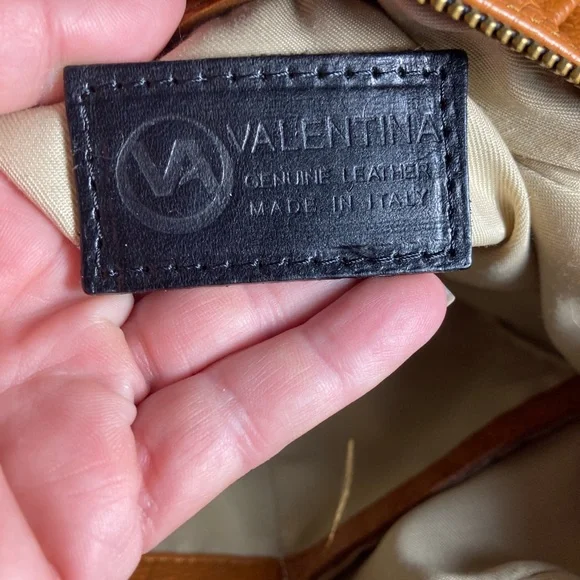 VA VALENTINA
GENUINE LEATHER
MADE IN ITALY